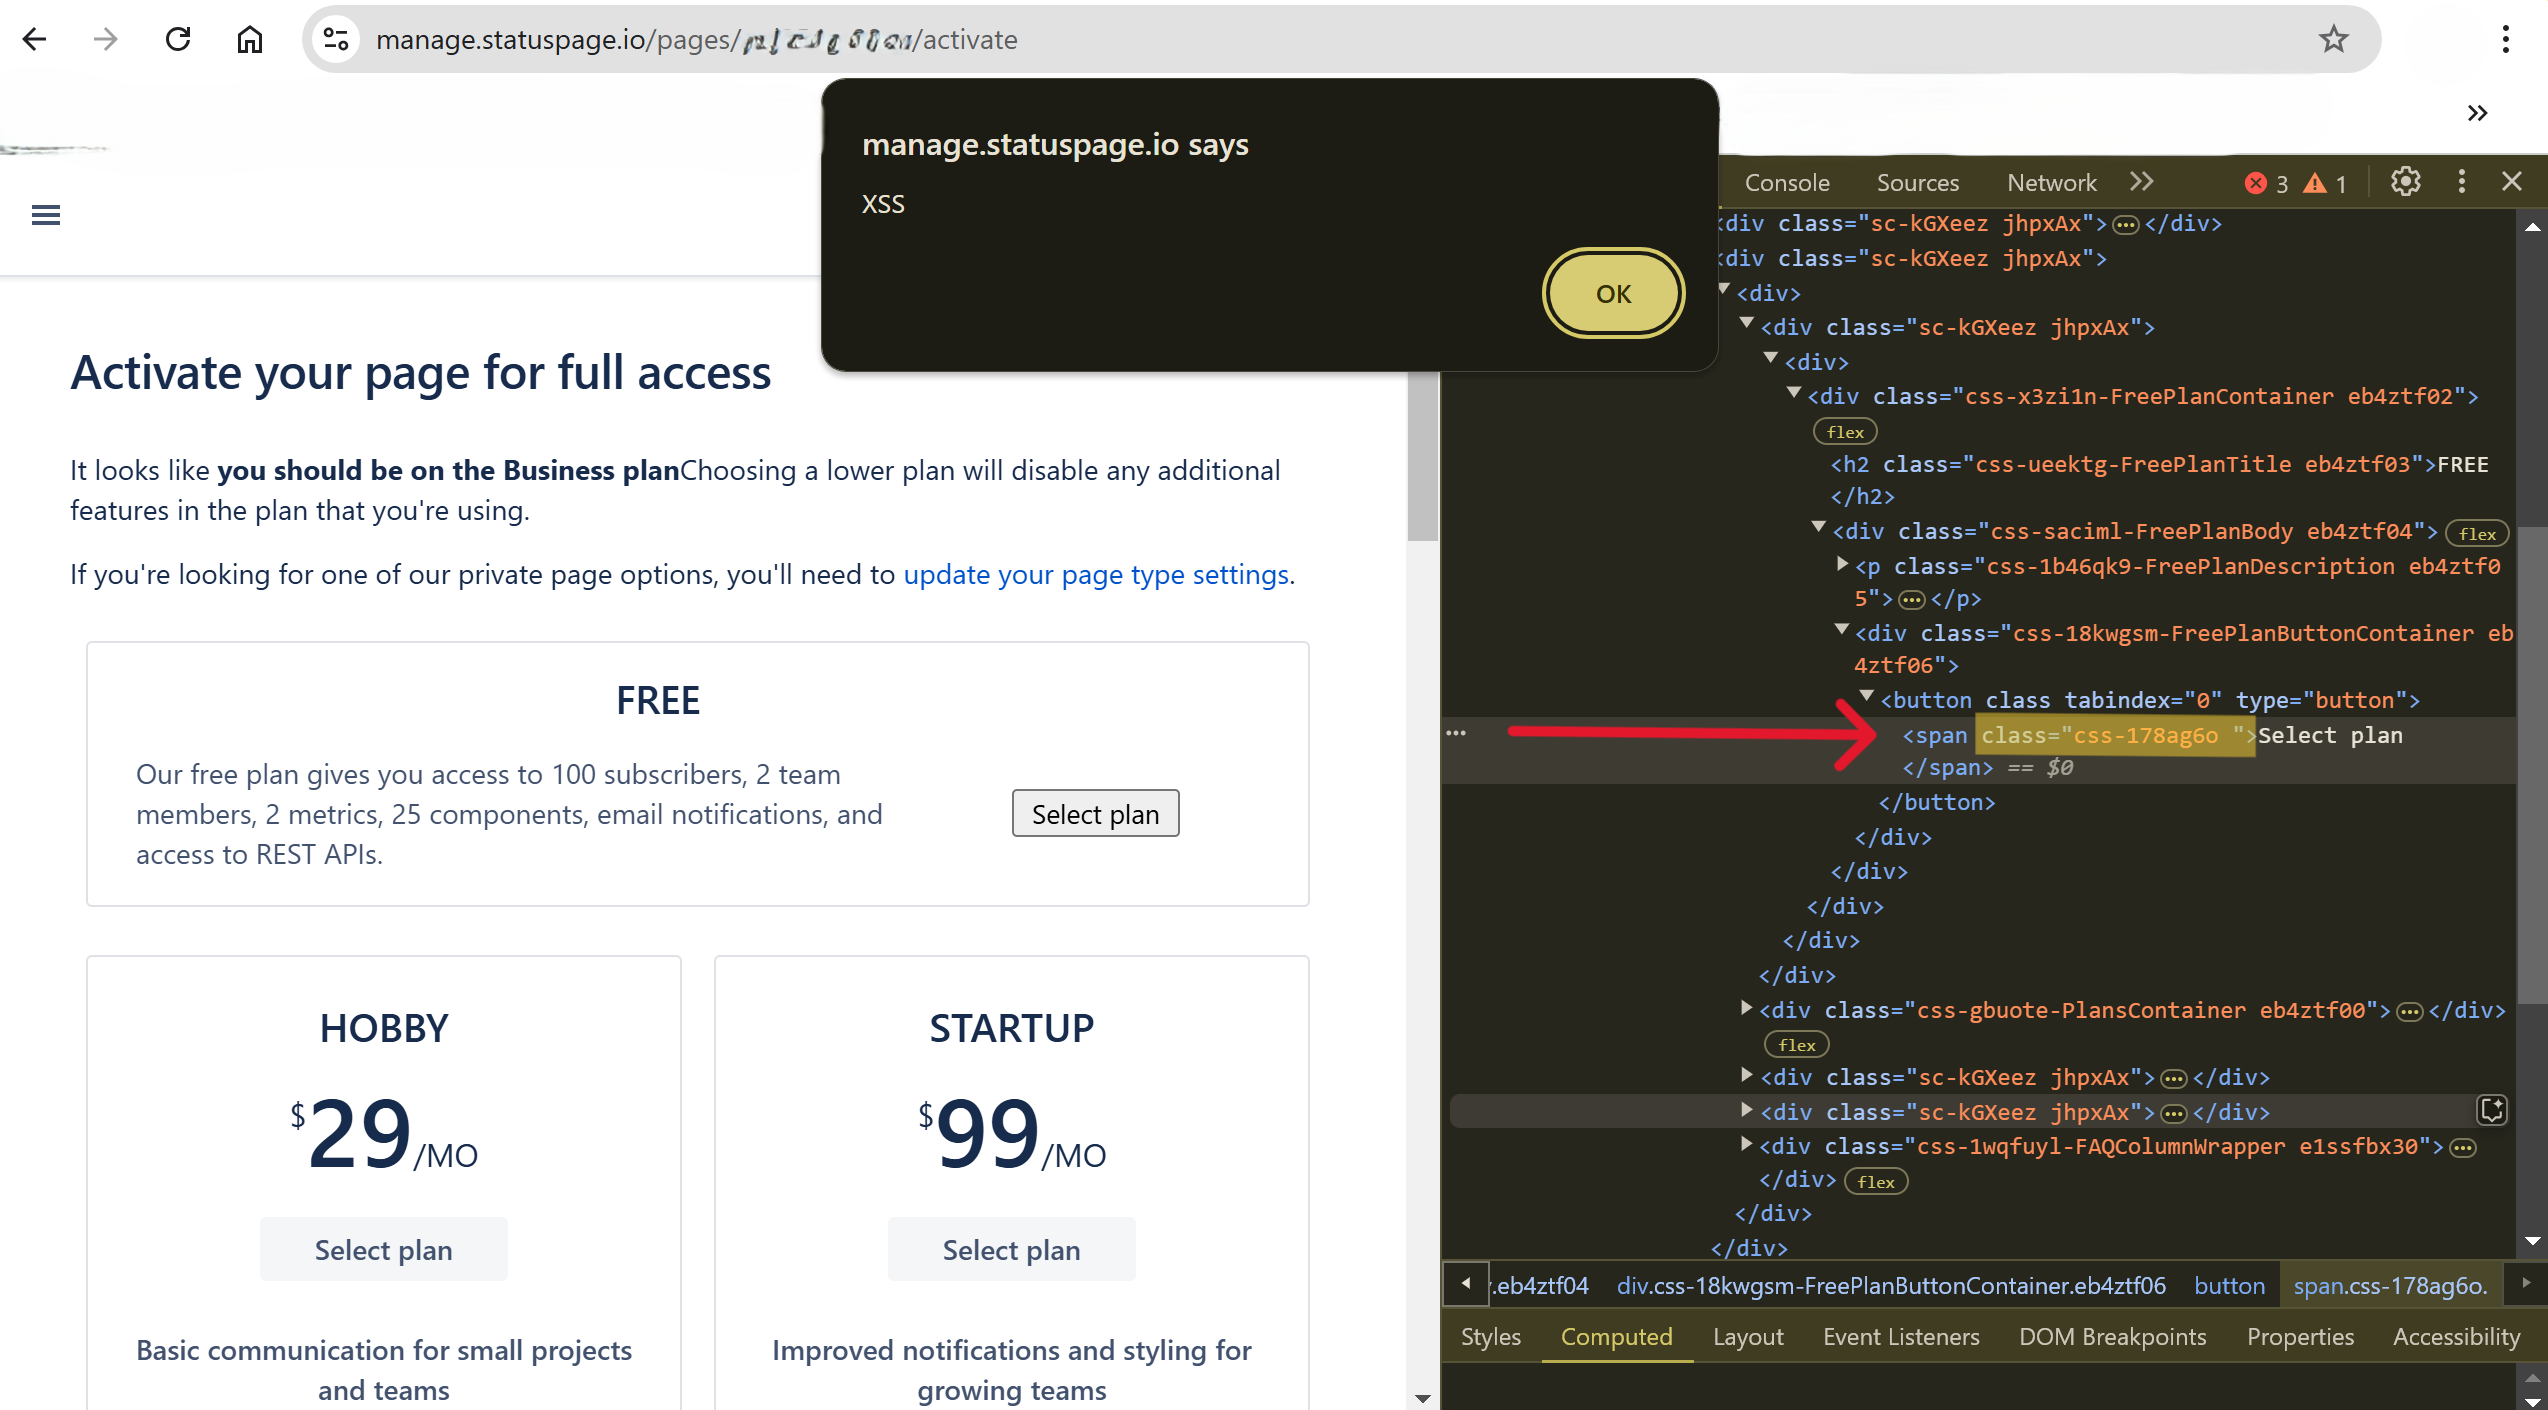 manage.statuspage.io/pages/ /activate
manage.statuspage.io says
XSS
OK
Activate your page for full access
It looks like you should be on the Business planChoosing a lower plan will disable any additional
features in the plan that you're using.
If you're looking for one of our private page options, you'll need to update your page type settings.
FREE
Our free plan gives you access to 100 subscribers, 2 team
members, 2 metrics, 25 components, email notifications, and
access to REST APIs.
Select plan
HOBBY
$29/MO
Select plan
Basic communication for small projects
and teams
STARTUP
$99/MO
Select plan
Improved notifications and styling for
growing teams
Console Sources Network 3 1
<div class="sc-kGXeez jhpxAx">…</div>
<div class="sc-kGXeez jhpxAx">
<div>
<div class="sc-kGXeez jhpxAx">
<div>
<div class="css-x3zi1n-FreePlanContainer eb4ztf02">
flex
<h2 class="css-ueektg-FreePlanTitle eb4ztf03">FREE
</h2>
<div class="css-saciml-FreePlanBody eb4ztf04"> flex
<p class="css-1b46qk9-FreePlanDescription eb4ztf0
5">…</p>
<div class="css-18kwgsm-FreePlanButtonContainer eb
4ztf06">
<button class tabindex="0" type="button">
<span class="css-178ag6o ">Select plan
</span> == $0
</button>
</div>
</div>
</div>
</div>
</div>
<div class="css-gbuote-PlansContainer eb4ztf00">…</div>
flex
<div class="sc-kGXeez jhpxAx">…</div>
<div class="sc-kGXeez jhpxAx">…</div>
<div class="css-1wqfuyl-FAQColumnWrapper e1ssfbx30">…
</div> flex
</div>
</div>
.eb4ztf04 div.css-18kwgsm-FreePlanButtonContainer.eb4ztf06 button span.css-178ag6o.
Styles Computed Layout Event Listeners DOM Breakpoints Properties Accessibility